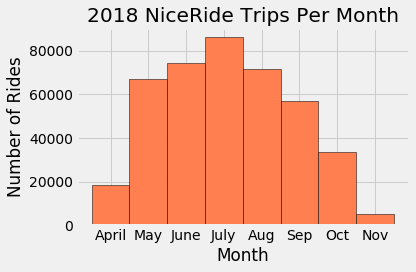 2018 NiceRide Trips Per Month
80000
60000
40000
20000
0
Number of Rides
April May June July Aug Sep Oct Nov
Month